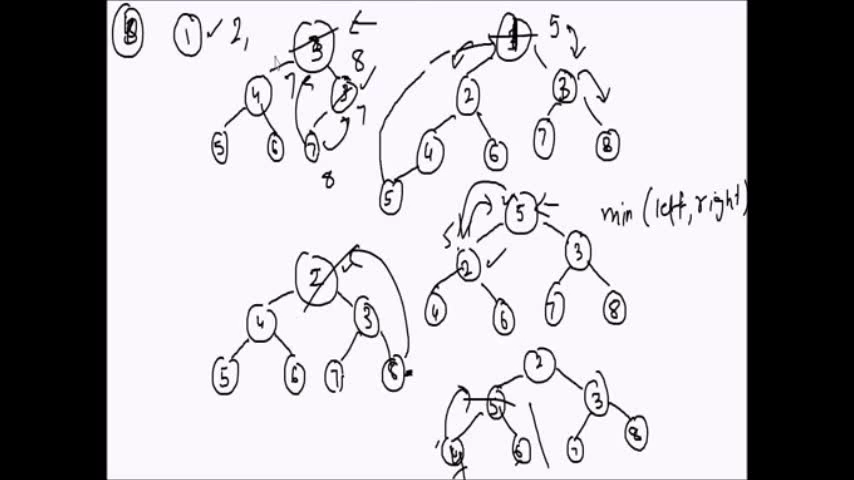 B 1 2,
3
7 8
4 8 7
5 6 7
8
1 5
2 3
4 6 7 8
5
min (left, right)
5
5 2 3
4 6 7 8
2
4 3
5 6 7 8
2
5 3
4 6 7 8